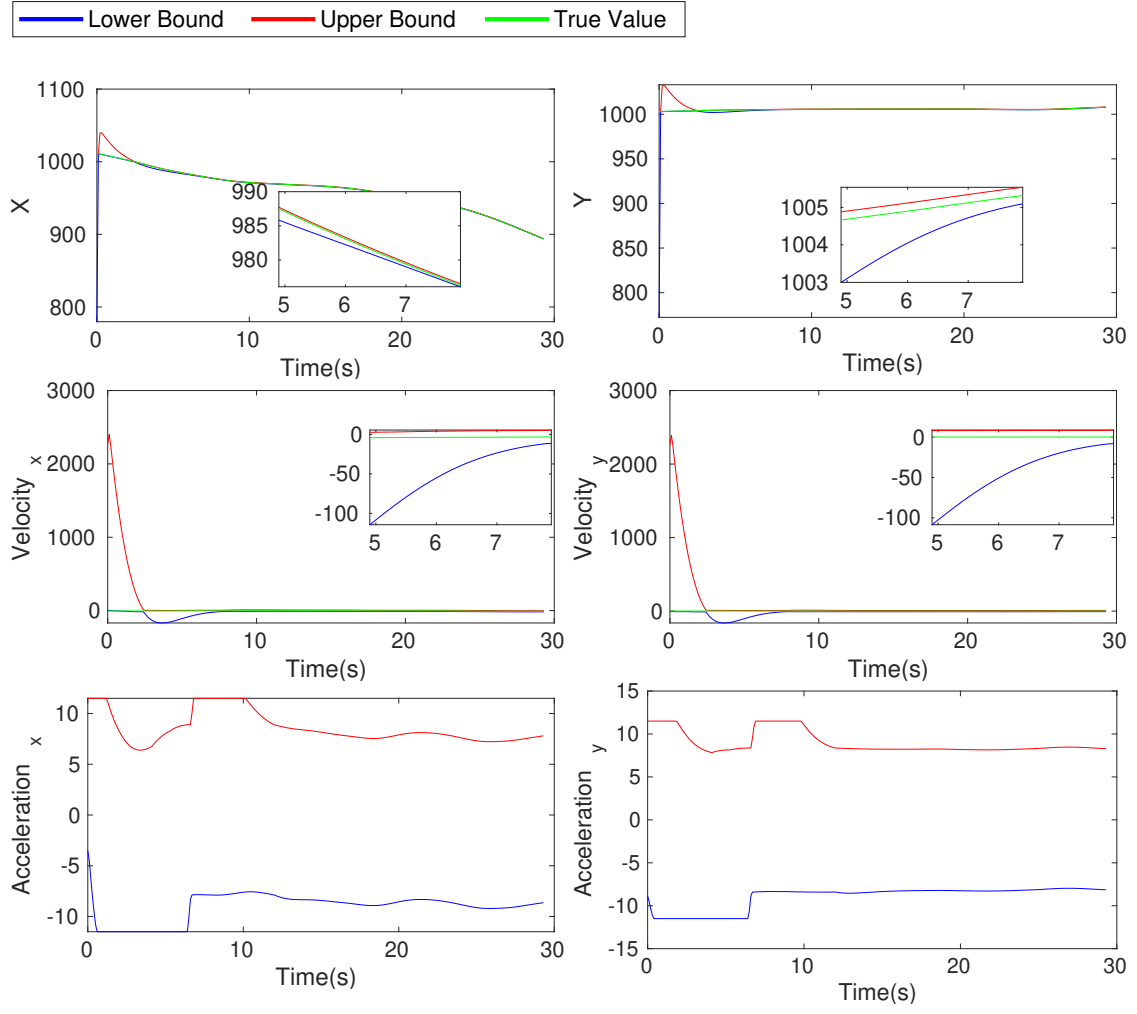 Lower Bound Upper Bound True Value
1100
1000
900
800
X
990
985
980
5 6 7
0 10 20 30
Time(s)
1000
950
900
850
800
Y
1005
1004
1003
5 6 7
0 10 20 30
Time(s)
3000
2000
1000
0
Velocity x
0
-50
-100
5 6 7
0 10 20 30
Time(s)
3000
2000
1000
0
Velocity y
0
-50
-100
5 6 7
0 10 20 30
Time(s)
10
5
0
-5
-10
Acceleration x
0 10 20 30
Time(s)
15
10
5
0
-5
-10
-15
Acceleration y
0 10 20 30
Time(s)